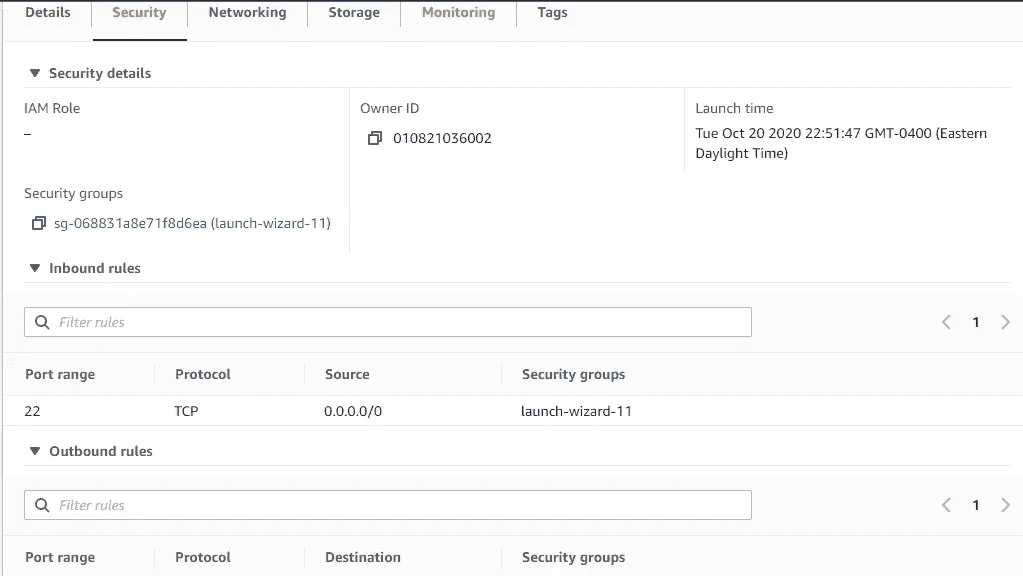 Details Security Networking Storage Monitoring Tags
Security details
IAM Role Owner ID Launch time
– 010821036002 Tue Oct 20 2020 22:51:47 GMT-0400 (Eastern
Daylight Time)
Security groups
sg-068831a8e71f8d6ea (launch-wizard-11)
Inbound rules
Filter rules 1
Port range Protocol Source Security groups
22 TCP 0.0.0.0/0 launch-wizard-11
Outbound rules
Filter rules 1
Port range Protocol Destination Security groups